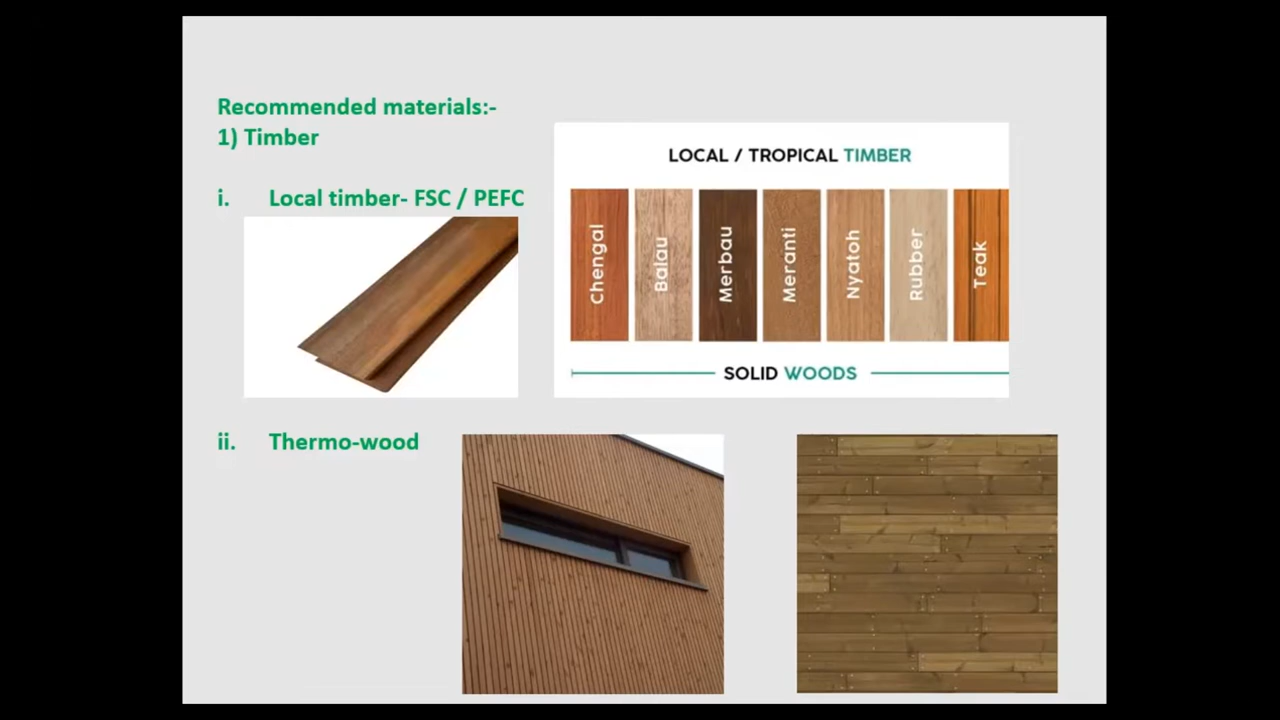 Recommended materials:-
1) Timber
i. Local timber- FSC / PEFC
LOCAL / TROPICAL TIMBER
Chengal
Balau
Merbau
Meranti
Nyatoh
Rubber
Teak
SOLID WOODS
ii. Thermo-wood